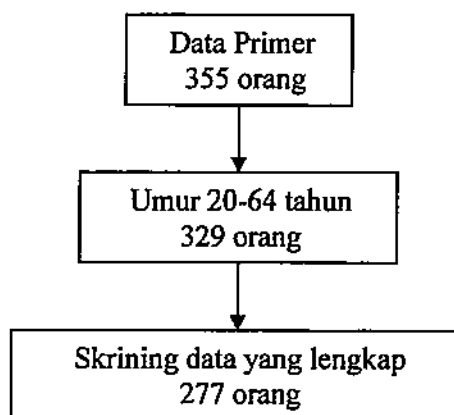 Data Primer
355 orang
Umur 20-64 tahun
329 orang
Skrining data yang lengkap
277 orang